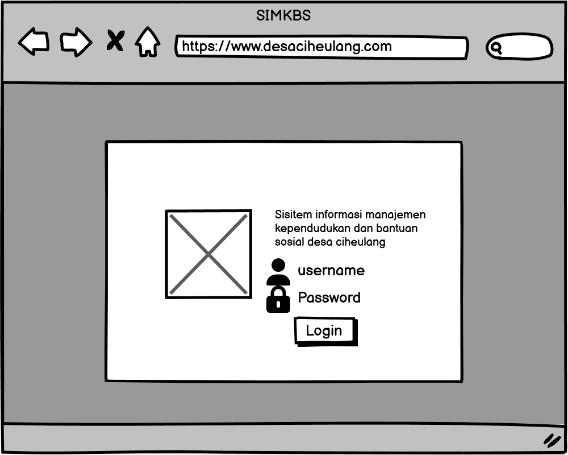 SIMKBS
https://www.desaciheulang.com
Sisitem informasi manajemen
kependudukan dan bantuan
sosial desa ciheulang
username
Password
Login